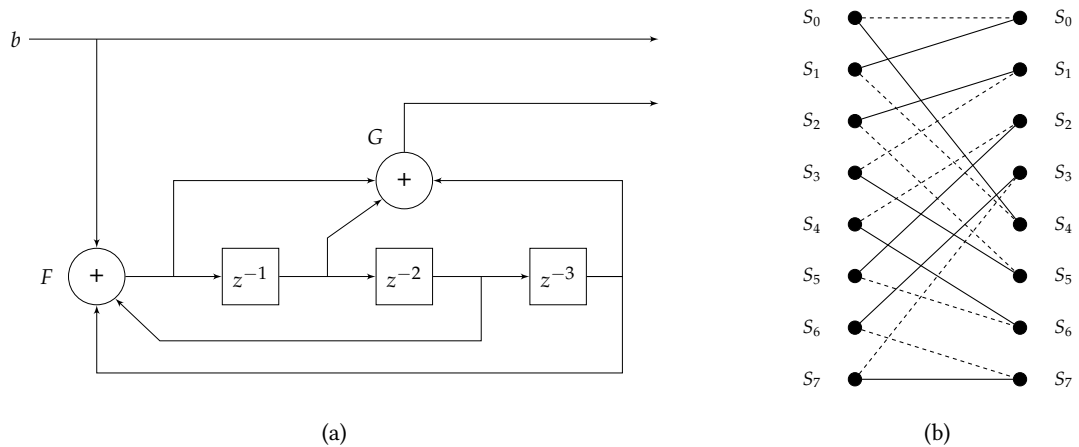 b
G
+
F
+
z⁻¹
z⁻²
z⁻³
(a)
S₀ S₀
S₁ S₁
S₂ S₂
S₃ S₃
S₄ S₄
S₅ S₅
S₆ S₆
S₇ S₇
(b)